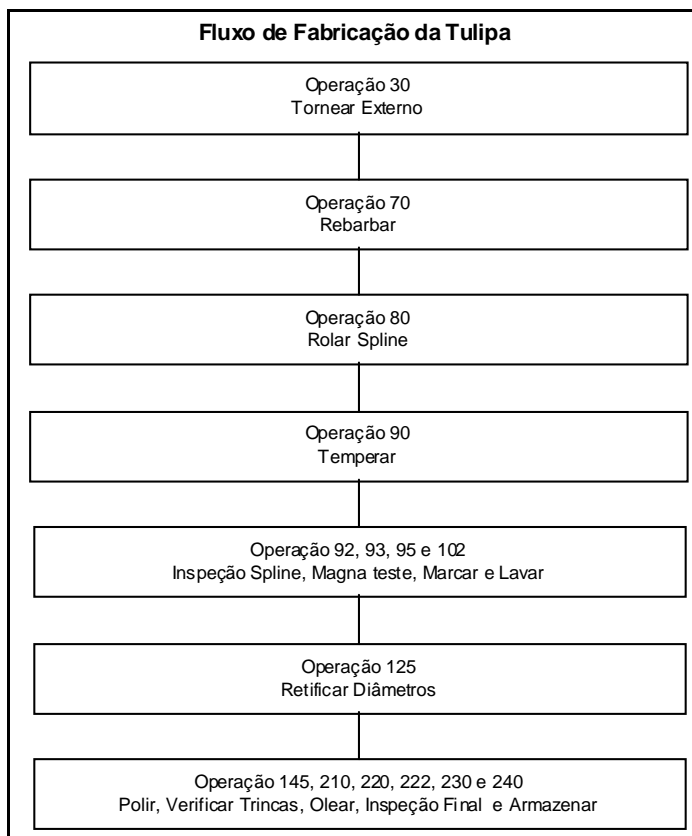 Fluxo de Fabricação da Tulipa
Operação 30
Tornear Externo
Operação 70
Rebarbar
Operação 80
Rolar Spline
Operação 90
Temperar
Operação 92, 93, 95 e 102
Inspeção Spline, Magna teste, Marcar e Lavar
Operação 125
Retificar Diâmetros
Operação 145, 210, 220, 222, 230 e 240
Polir, Verificar Trincas, Olear, Inspeção Final e Armazenar